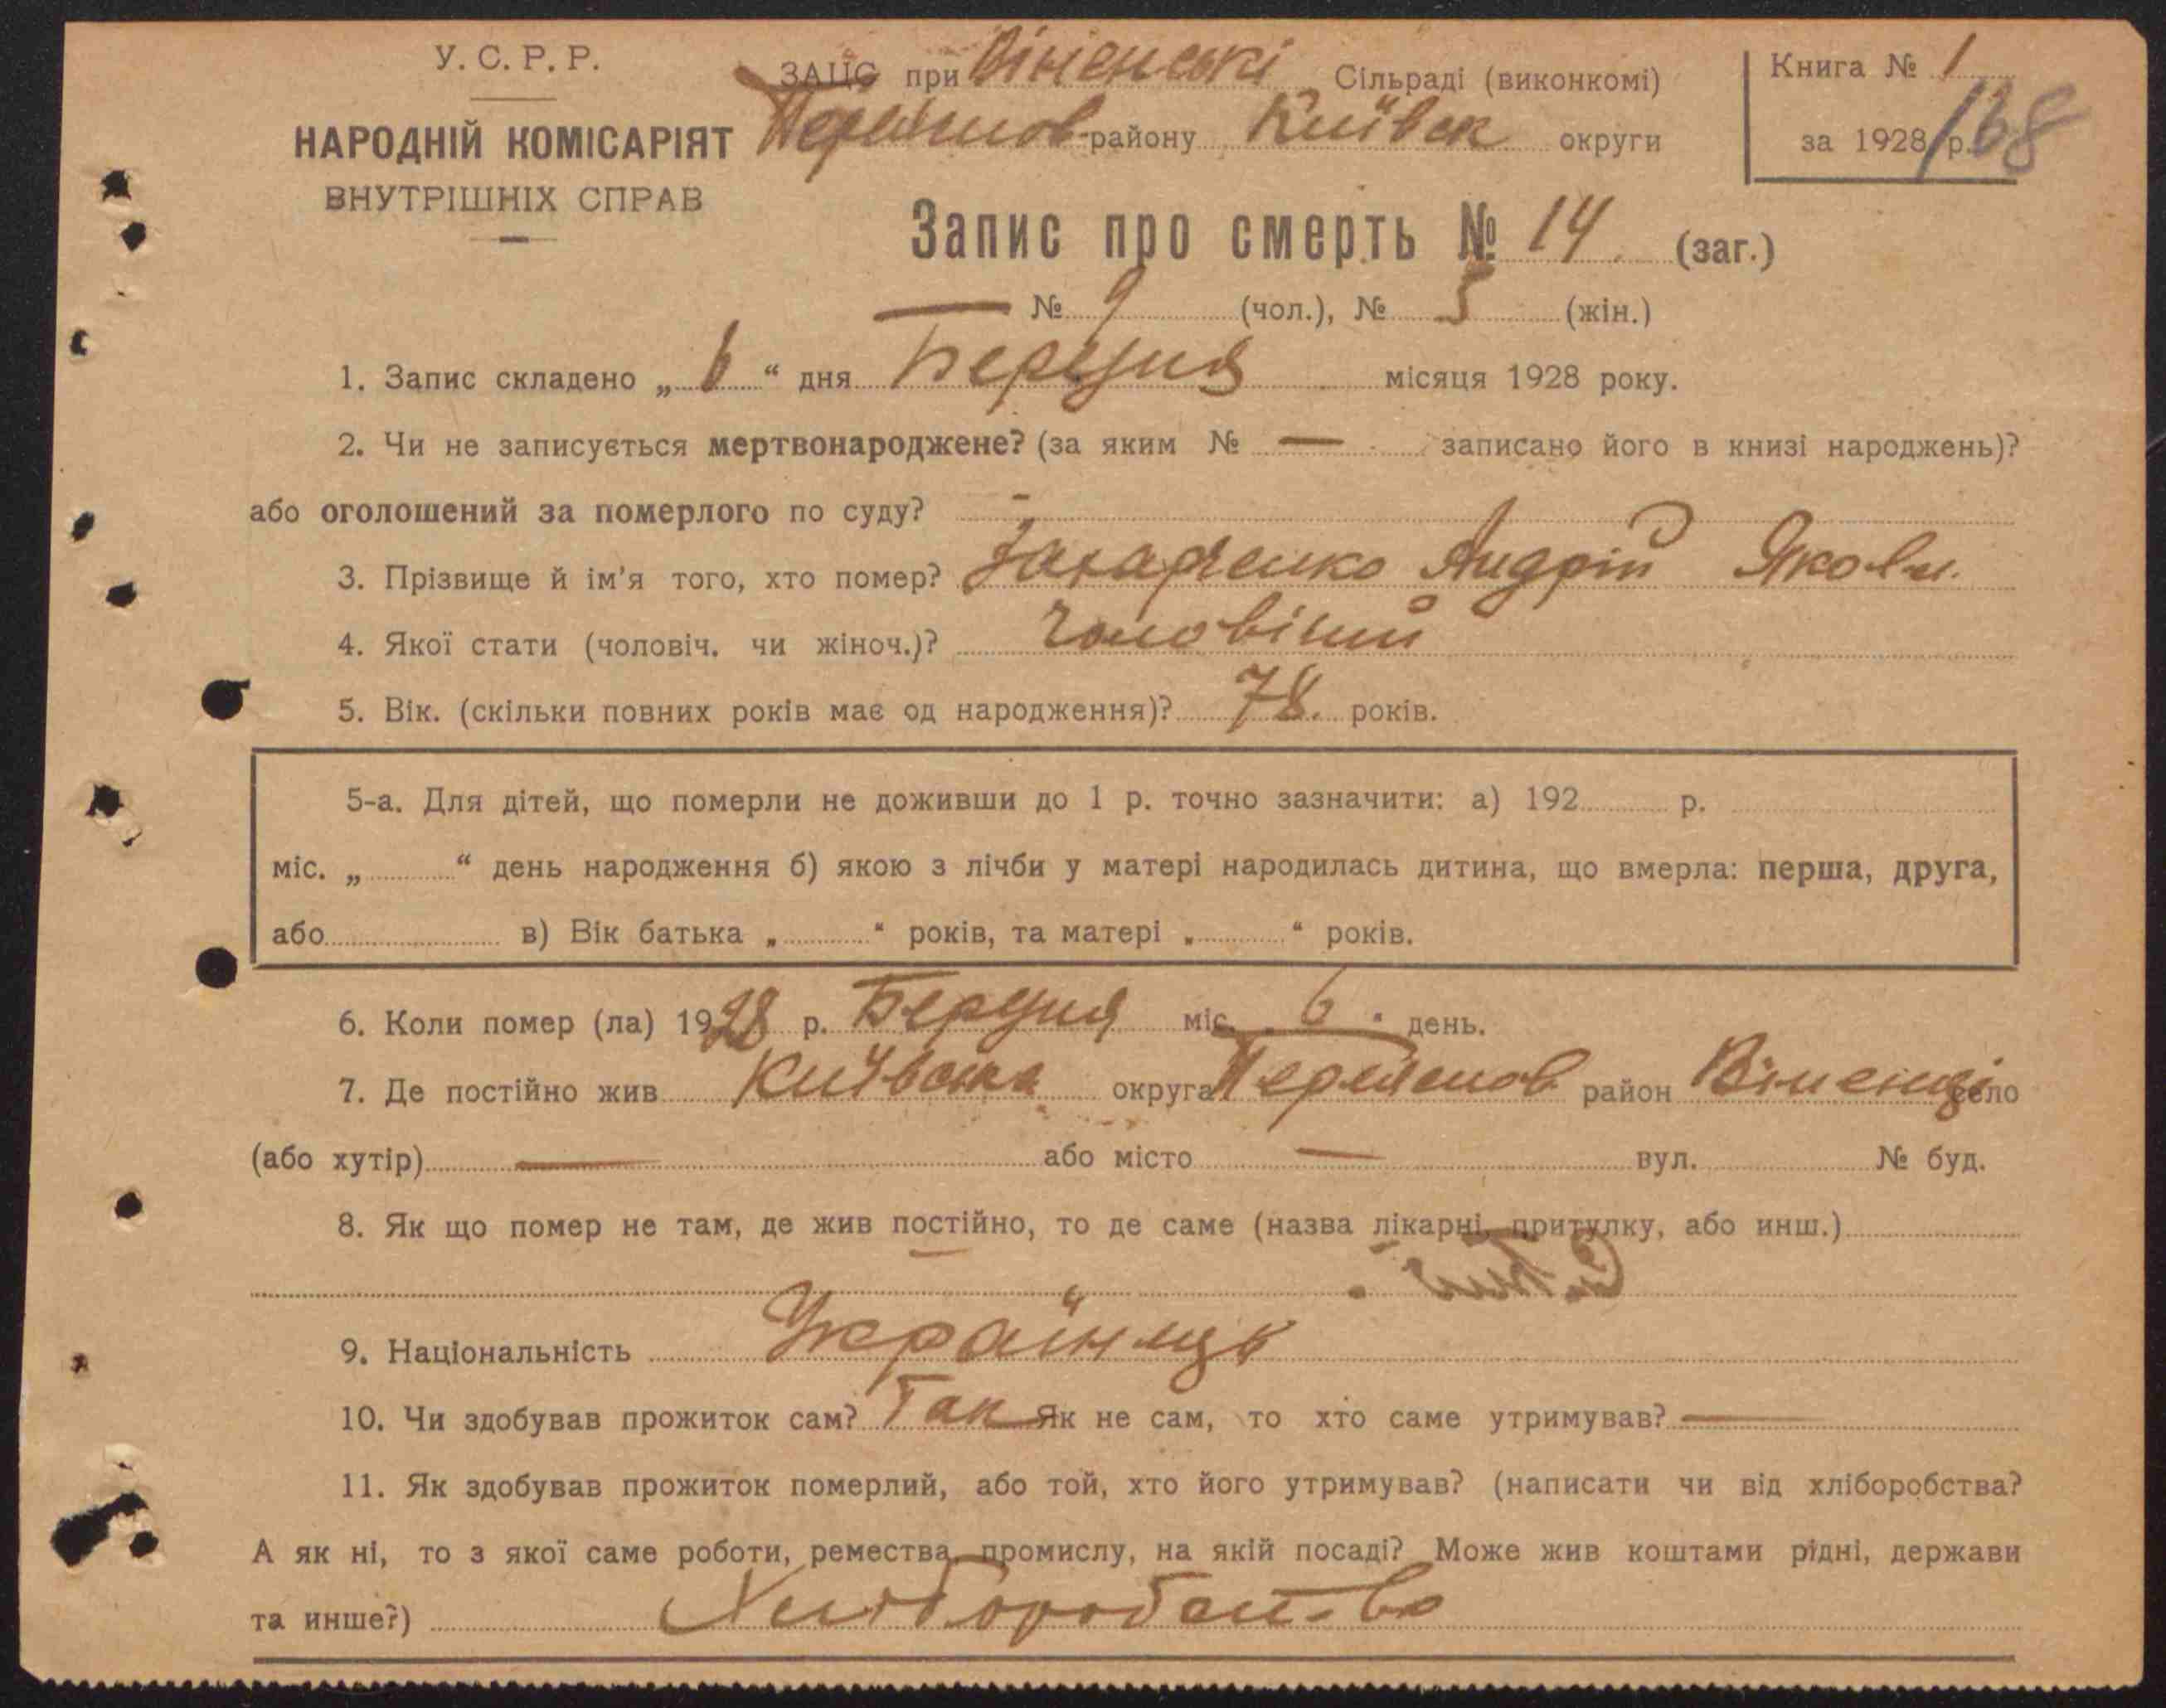 У. С. Р. Р.
НАРОДНІЙ КОМІСАРІЯТ
ВНУТРІШНІХ СПРАВ
ЗАЦС при Віненські Сільраді (виконкомі)
району Київськ округи
Книга № 1
за 1928 р. 168
Запис про смерть № 14 (заг.)
№ 9 (чол.), № 5 (жін.)
1. Запис складено „ 6 “ дня Березня місяця 1928 року.
2. Чи не записується мертвонароджене? (за яким № — записано його в книзі народжень)?
або оголошений за померлого по суду? –
3. Прізвище й ім'я того, хто помер? Захарченко Андрій Яковл.
4. Якої стати (чоловіч. чи жіноч.)? чоловічий
5. Вік. (скільки повних років має од народження)? 78. років.
5-а. Для дітей, що померли не доживши до 1 р. точно зазначити: а) 192 р.
міс. „ “ день народження б) якою з лічби у матері народилась дитина, що вмерла: перша, друга,
або в) Вік батька „ “ років, та матері „ “ років.
6. Коли помер (ла) 1928 р. Березня міс. 6 день.
7. Де постійно жив Київська округа район Віненці село
(або хутір) — або місто — вул. № буд.
8. Як що помер не там, де жив постійно, то де саме (назва лікарні, притулку, або инш.)
9. Національність Українць
10. Чи здобував прожиток сам? Так Як не сам, то хто саме утримував? —
11. Як здобував прожиток померлий, або той, хто його утримував? (написати чи від хліборобства?
А як ні, то з якої саме роботи, ремества, промислу, на якій посаді? Може жив коштами рідні, держави
та инше?) Хліборобство